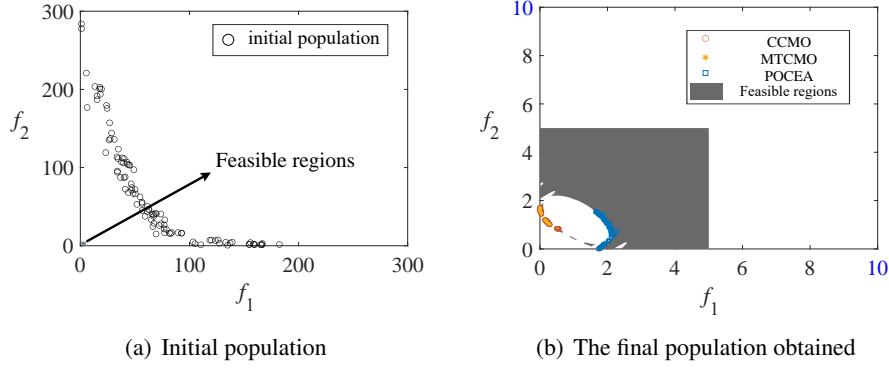 300
200
100
0
f2
initial population
Feasible regions
0
100
200
300
f1
(a) Initial population
10
8
6
4
2
0
f2
CCMO
MTCMO
POCEA
Feasible regions
0
2
4
6
8
10
f1
(b) The final population obtained